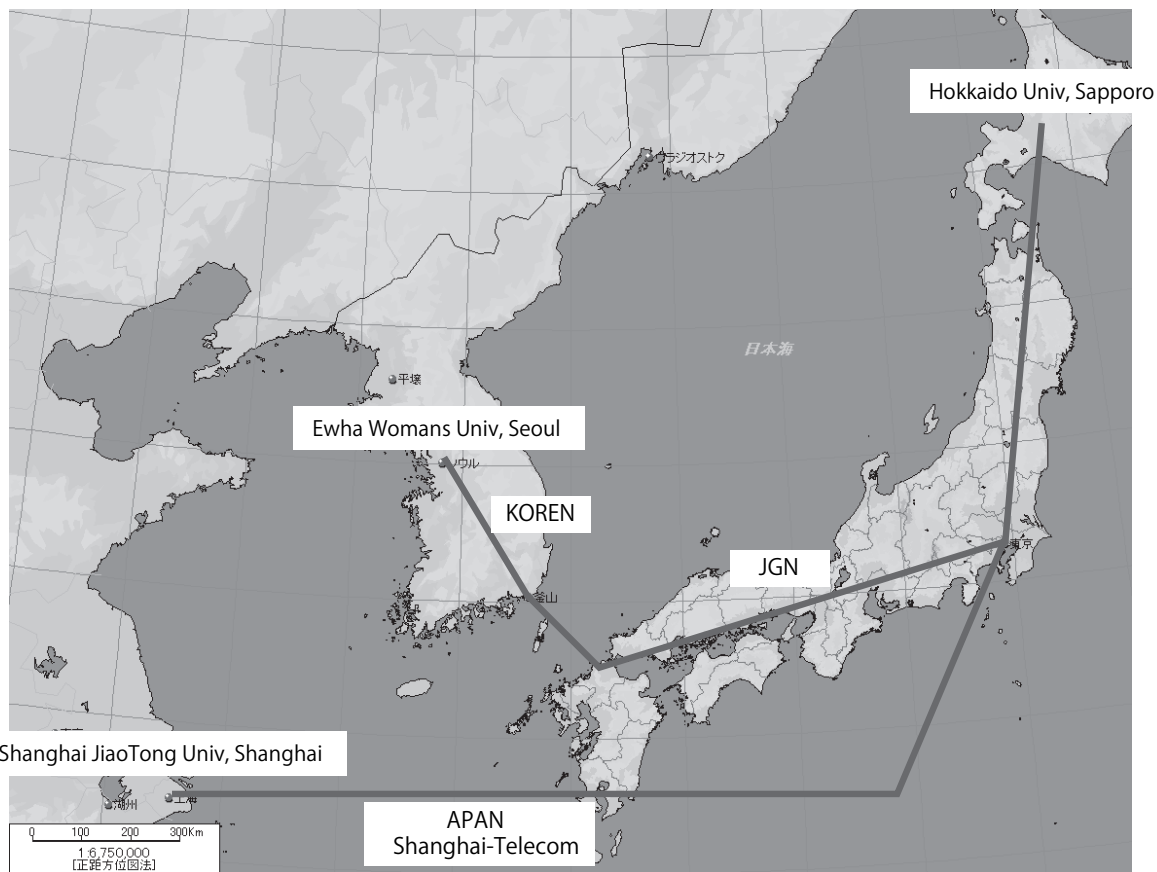 Hokkaido Univ, Sapporo
ウラジオストク
日本海
平壌
Ewha Womans Univ, Seoul
ウル
KOREN
東京
JGN
釜山
Shanghai JiaoTong Univ, Shanghai
上海
湖州
APAN
Shanghai-Telecom
0 100 200 300Km
1:6,750,000
[正距方位図法]